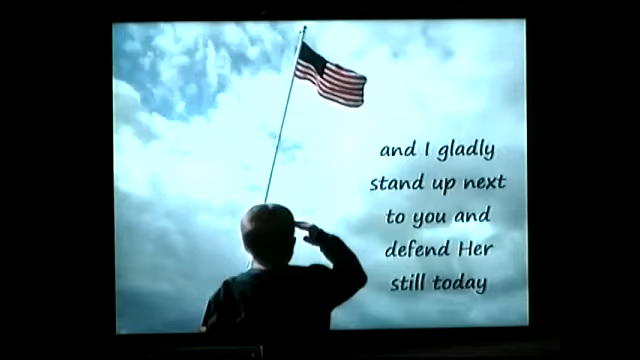 and I gladly
stand up next
to you and
defend Her
still today